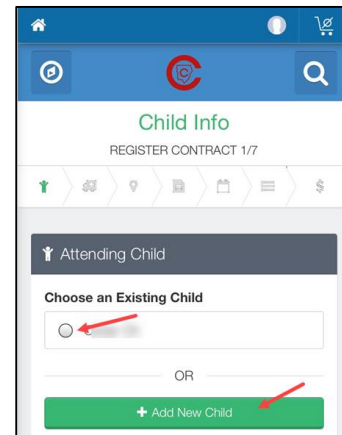 Child Info
REGISTER CONTRACT 1/7
$
Attending Child
Choose an Existing Child
OR
+ Add New Child